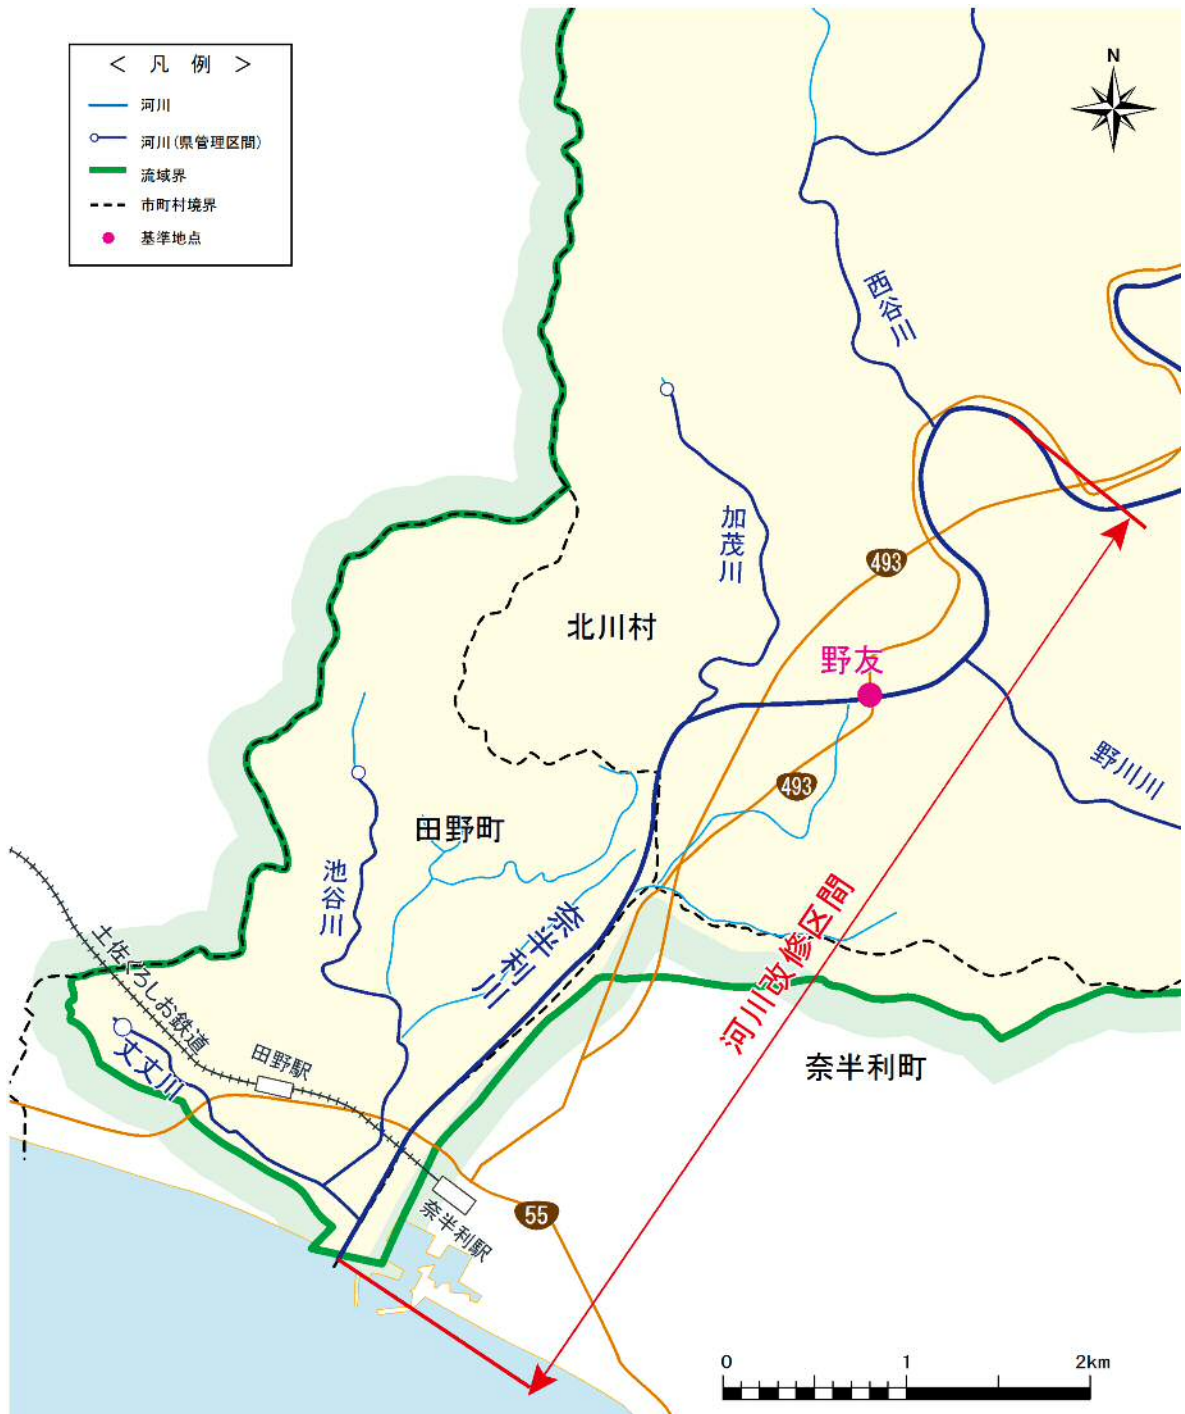 ＜ 凡 例 ＞
河川
河川(県管理区間)
流域界
市町村境界
基準地点
N
西谷川
加茂川
493
北川村
野友
野川川
493
田野町
池谷川
奈半利川
河川改修区間
土佐くろしお鉄道
田野駅
丈丈川
奈半利町
奈半利駅
55
0 1 2km